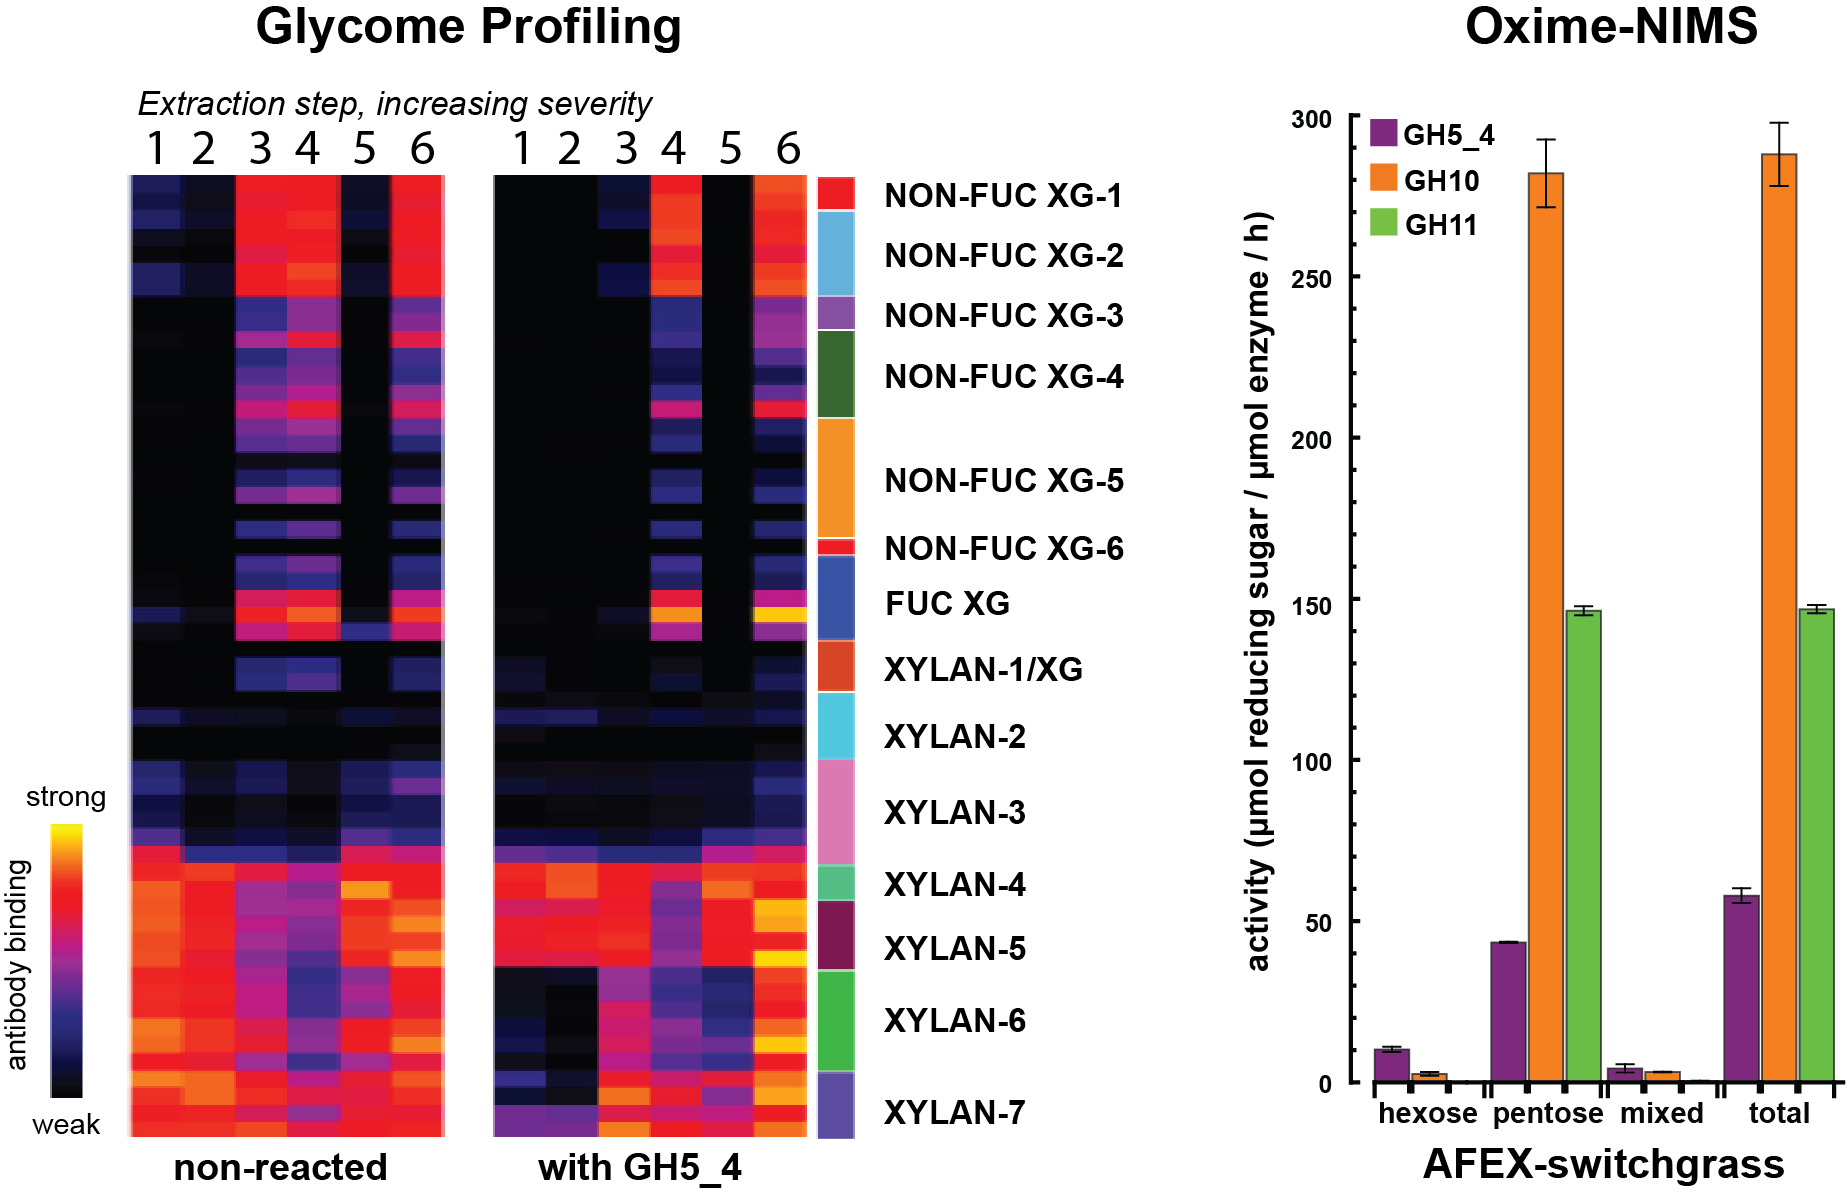 Glycome Profiling
Extraction step, increasing severity
1 2 3 4 5 6
1 2 3 4 5 6
NON-FUC XG-1
NON-FUC XG-2
NON-FUC XG-3
NON-FUC XG-4
NON-FUC XG-5
NON-FUC XG-6
FUC XG
XYLAN-1/XG
XYLAN-2
XYLAN-3
XYLAN-4
XYLAN-5
XYLAN-6
XYLAN-7
strong
antibody binding
weak
non-reacted
with GH5_4
Oxime-NIMS
GH5_4
GH10
GH11
activity (µmol reducing sugar / µmol enzyme / h)
300
250
200
150
100
50
0
hexose pentose mixed total
AFEX-switchgrass